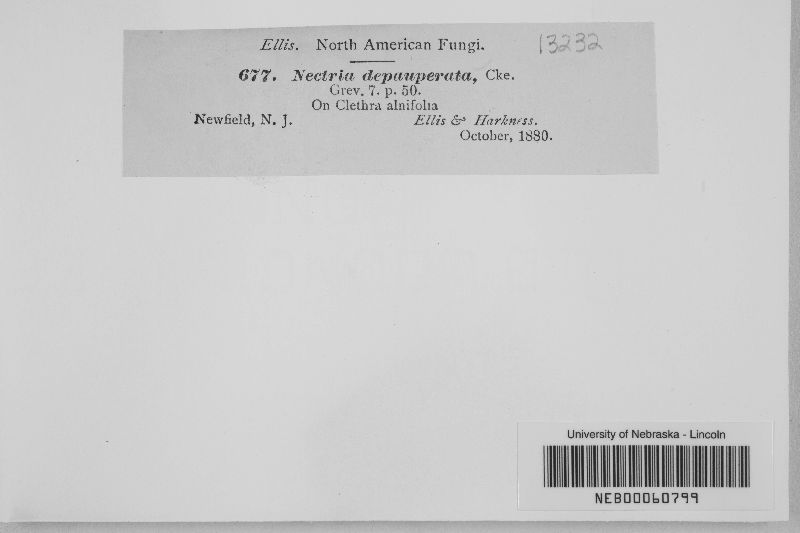 Ellis. North American Fungi.
13232
677. Nectria depauperata, Cke.
Grev. 7. p. 50.
On Clethra alnifolia
Newfield, N. J. Ellis & Harkness.
October, 1880.
University of Nebraska - Lincoln
NEB00060799